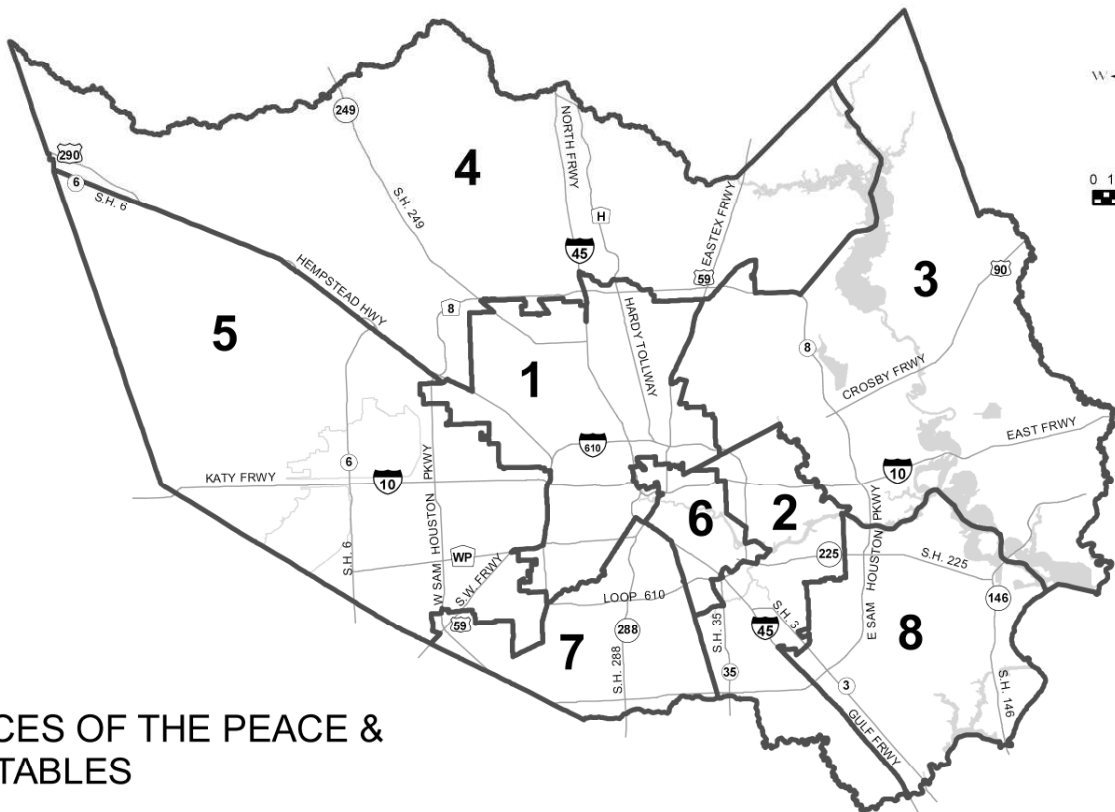 W
249
NORTH FRWY
290
4
6
S.H. 6
S.H. 249
H
EASTEX FRWY
0 1
45
59
90
3
HEMPSTEAD HWY
8
HARDY TOLLWAY
5
1
8
CROSBY FRWY
610
EAST FRWY
6
KATY FRWY
10
W SAM HOUSTON PKWY
10
6
2
E SAM HOUSTON PKWY
S.H. 6
WP
S.W. FRWY
225
S.H. 225
LOOP 610
S.H. 3
146
59
288
S.H. 35
45
8
7
S.H. 288
35
3
S.H. 146
GULF FRWY
CES OF THE PEACE &
TABLES